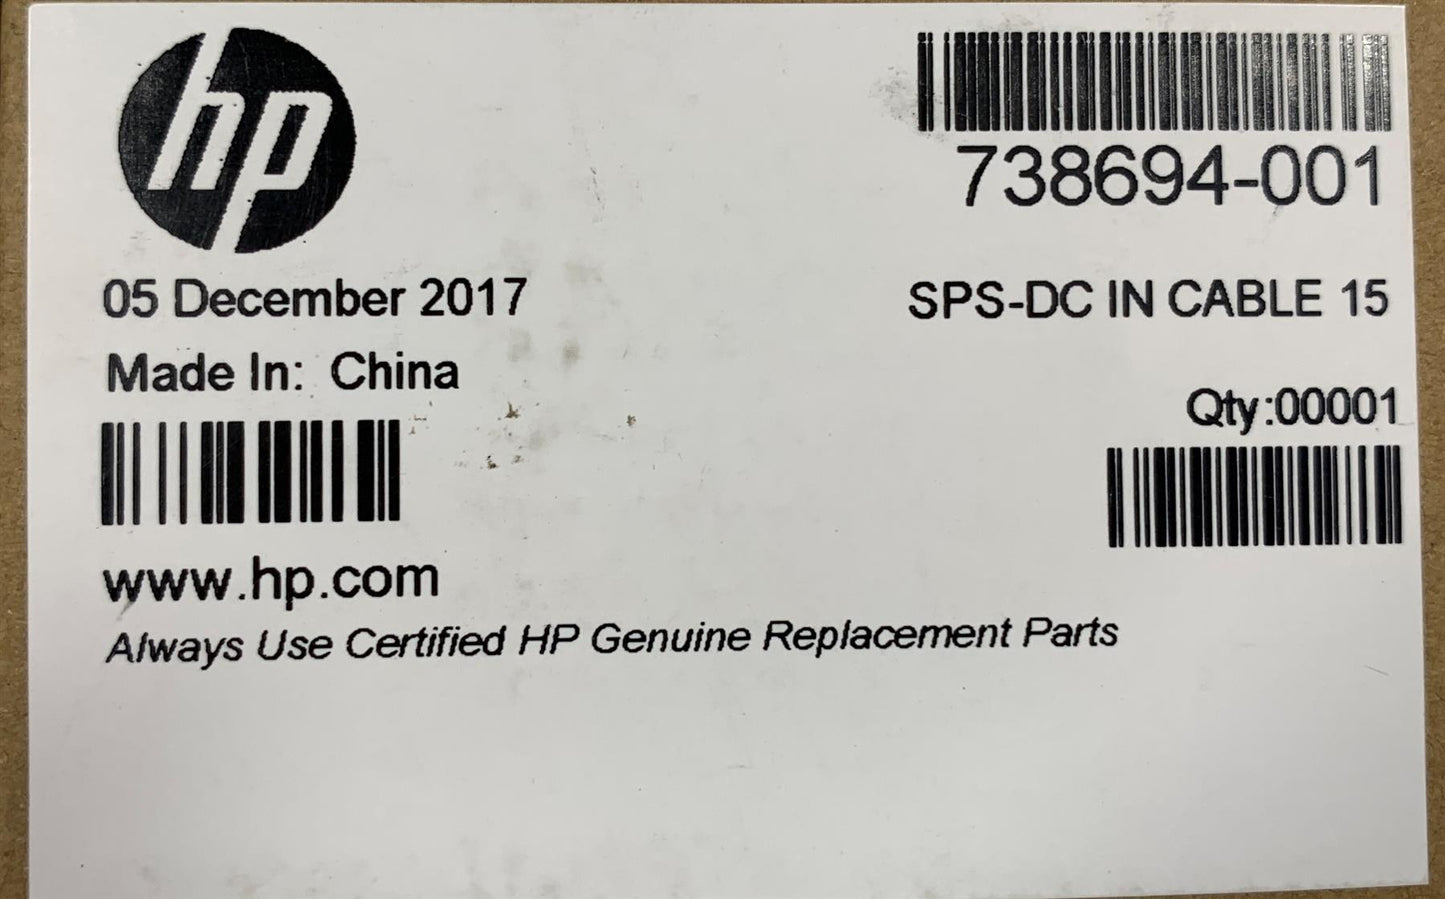 hp
738694-001
05 December 2017
SPS-DC IN CABLE 15
Made In: China
Qty:00001
www.hp.com
Always Use Certified HP Genuine Replacement Parts